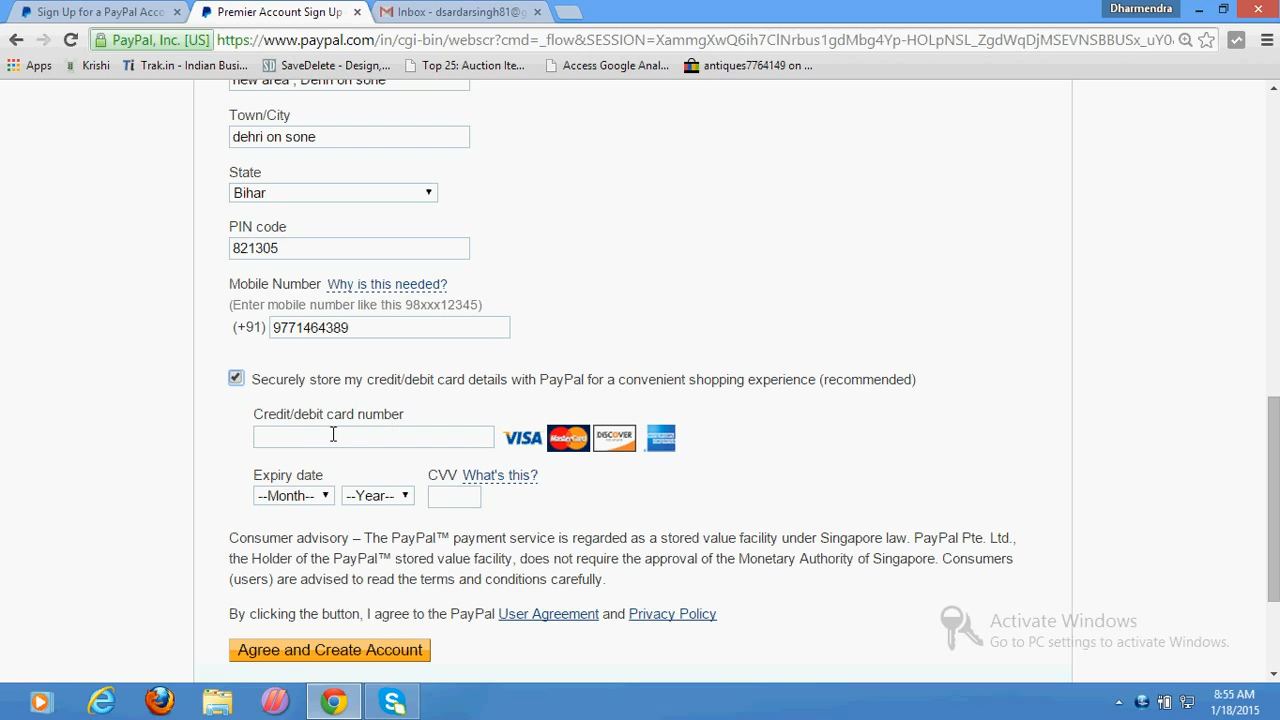 Sign Up for a PayPal Acco
Premier Account Sign Up
Inbox - dsardarsingh81@g
Dharmendra
PayPal, Inc. [US]
https://www.paypal.com/in/cgi-bin/webscr?cmd=_flow&SESSION=XammgXwQ6ih7ClNrbus1gdMbg4Yp-HOLpNSL_ZgdWqDjMSEVNSBBUSx_uY0
Apps
Krishi
Trak.in - Indian Busi...
SaveDelete - Design,...
Top 25: Auction Ite...
Access Google Anal...
antiques7764149 on ...
new area , Dehri on sone
Town/City
dehri on sone
State
Bihar
PIN code
821305
Mobile Number Why is this needed?
(Enter mobile number like this 98xxx12345)
(+91) 9771464389
Securely store my credit/debit card details with PayPal for a convenient shopping experience (recommended)
Credit/debit card number
VISA MasterCard DISCOVER
Expiry date
CVV What's this?
--Month-- --Year--
Consumer advisory – The PayPal™ payment service is regarded as a stored value facility under Singapore law. PayPal Pte. Ltd.,
the Holder of the PayPal™ stored value facility, does not require the approval of the Monetary Authority of Singapore. Consumers
(users) are advised to read the terms and conditions carefully.
By clicking the button, I agree to the PayPal User Agreement and Privacy Policy
Activate Windows
Go to PC settings to activate Windows.
Agree and Create Account
8:55 AM
1/18/2015